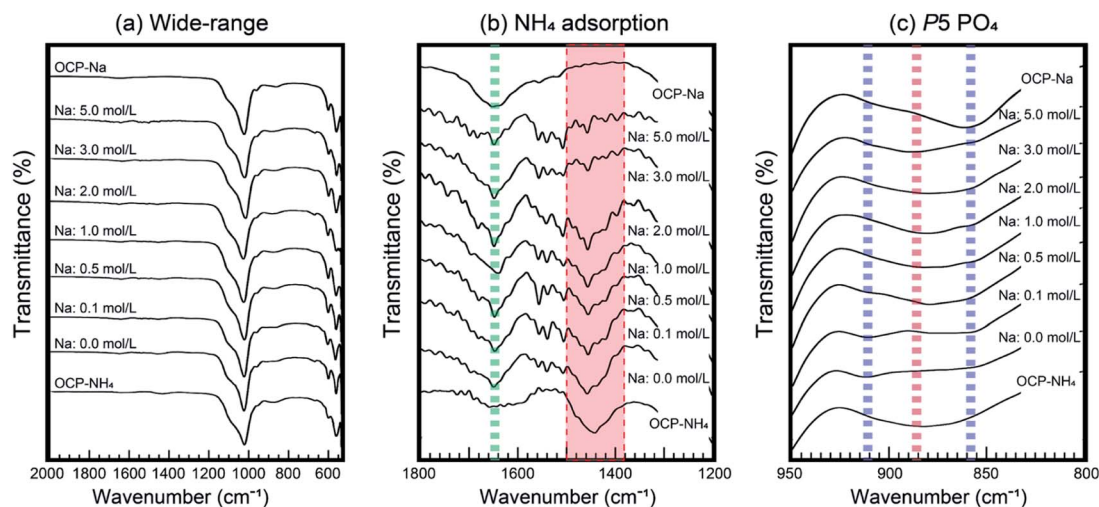 (a) Wide-range
(b) NH₄ adsorption
(c) P5 PO₄
Transmittance (%)
OCP-Na
Na: 5.0 mol/L
Na: 3.0 mol/L
Na: 2.0 mol/L
Na: 1.0 mol/L
Na: 0.5 mol/L
Na: 0.1 mol/L
Na: 0.0 mol/L
OCP-NH₄
2000 1600 1400 1200 1000 800 600
Wavenumber (cm⁻¹)
Transmittance (%)
OCP-Na
Na: 5.0 mol/L
Na: 3.0 mol/L
Na: 2.0 mol/L
Na: 1.0 mol/L
Na: 0.5 mol/L
Na: 0.1 mol/L
Na: 0.0 mol/L
OCP-NH₄
1800 1600 1400 1200
Wavenumber (cm⁻¹)
Transmittance (%)
OCP-Na
Na: 5.0 mol/L
Na: 3.0 mol/L
Na: 2.0 mol/L
Na: 1.0 mol/L
Na: 0.5 mol/L
Na: 0.1 mol/L
Na: 0.0 mol/L
OCP-NH₄
950 900 850 800
Wavenumber (cm⁻¹)